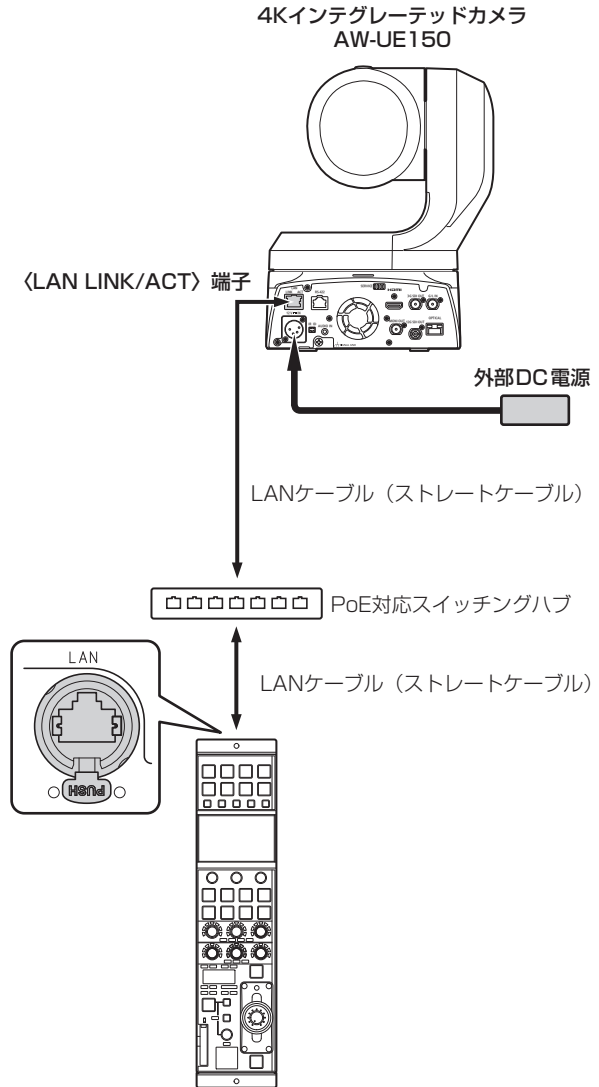 4Kインテグレーテッドカメラ
AW-UE150
〈LAN LINK/ACT〉端子
外部DC電源
LANケーブル（ストレートケーブル）
PoE対応スイッチングハブ
LAN
LANケーブル（ストレートケーブル）
PUSH